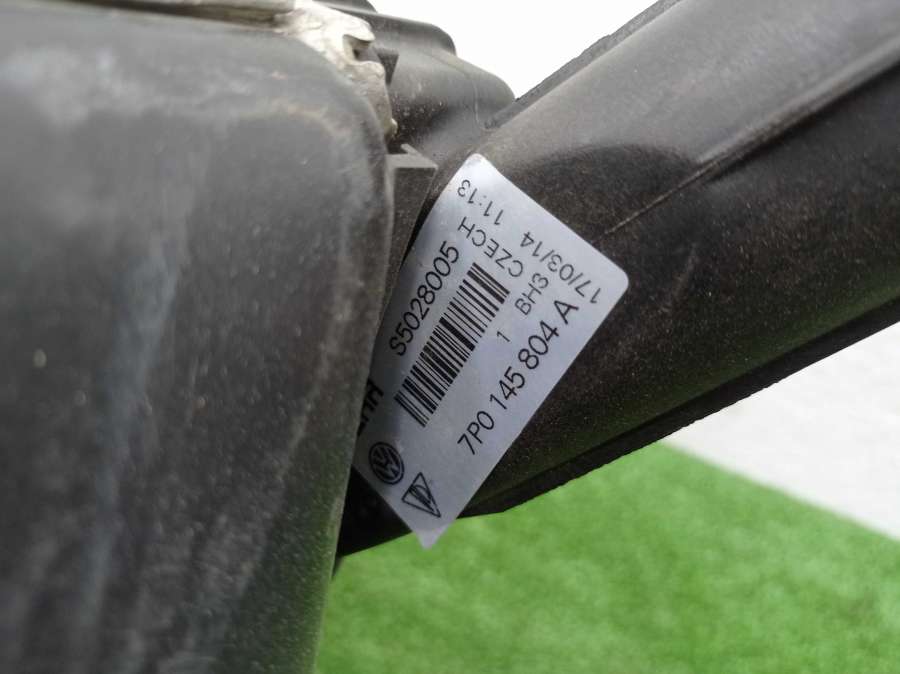 S5028005
1 BH3 CZECH
17/03/14 11:13
7P0 145 804 A